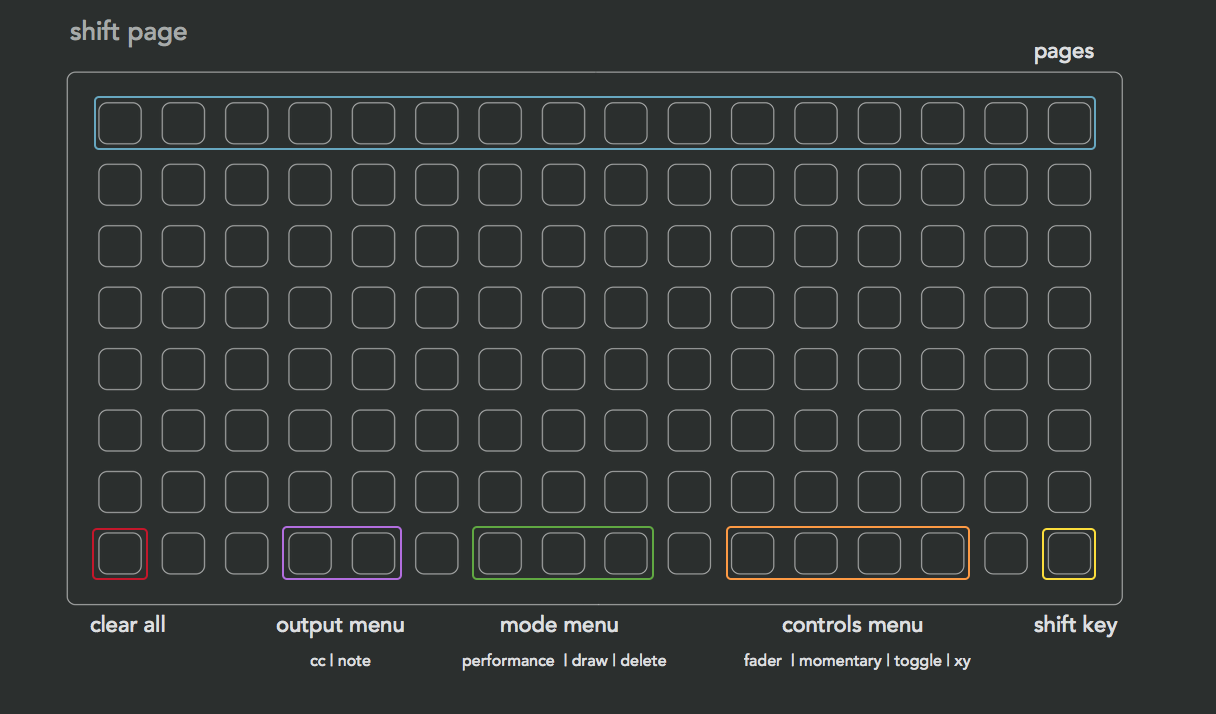 shift page
pages
clear all
output menu
mode menu
controls menu
shift key
cc | note
performance | draw | delete
fader | momentary | toggle | xy